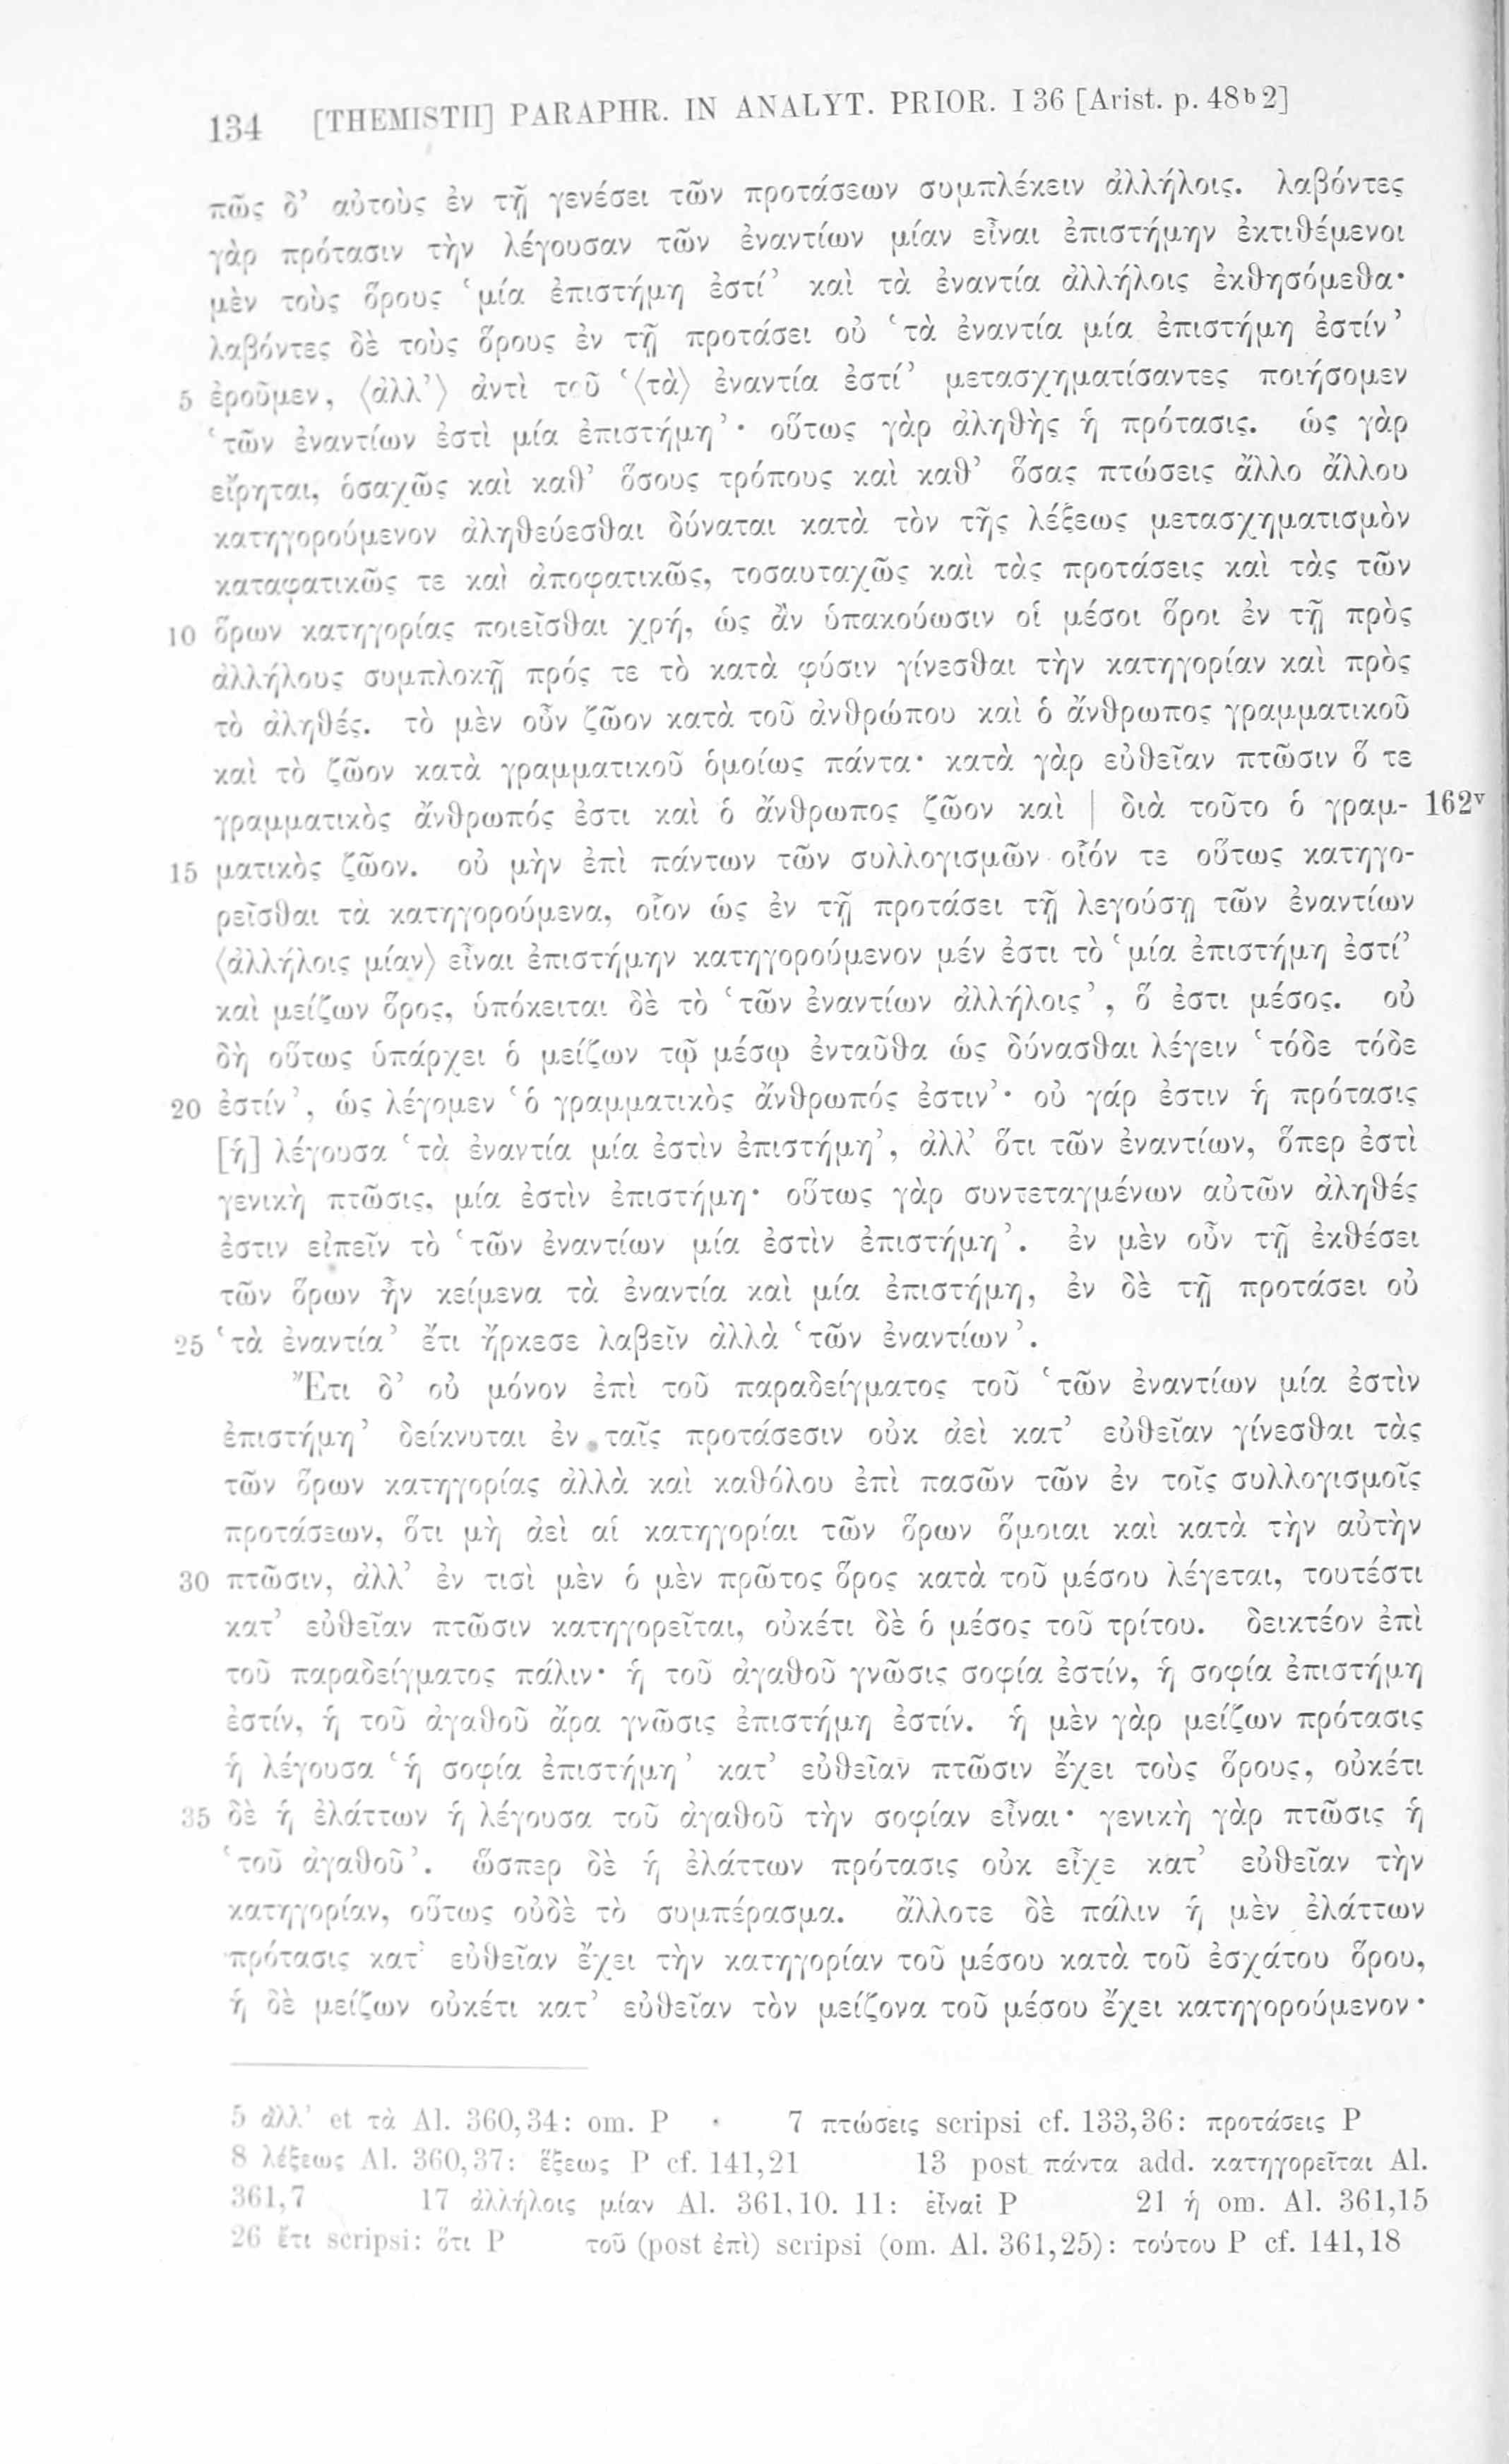 134 [THEMISTII] PARAPHR. IN ANALYT. PRIOR. I 36 [Arist. p. 48b2]
πῶς δ’ αὐτοὺς ἐν τῇ γενέσει τῶν προτάσεων συμπλέκειν ἀλλήλοις. λαβόντες
γὰρ πρότασιν τὴν λέγουσαν τῶν ἐναντίων μίαν εἶναι ἐπιστήμην ἐκτιθέμενοι
μὲν τοὺς ὅρους ‘μία ἐπιστήμη ἐστί’ καὶ τὰ ἐναντία ἀλλήλοις ἐκθησόμεθα·
λαβόντες δὲ τοὺς ὅρους ἐν τῇ προτάσει οὐ ‘τὰ ἐναντία μία ἐπιστήμη ἐστίν’
5 ἐροῦμεν, ⟨ἀλλ’⟩ ἀντὶ τοῦ ‘⟨τὰ⟩ ἐναντία ἐστί’ μετασχηματίσαντες ποιήσομεν
‘τῶν ἐναντίων ἐστὶ μία ἐπιστήμη’· οὕτως γὰρ ἀληθὴς ἡ πρότασις. ὡς γὰρ
εἴρηται, ὁσαχῶς καὶ καθ’ ὅσους τρόπους καὶ καθ’ ὅσας πτώσεις ἄλλο ἄλλου
κατηγορούμενον ἀληθεύεσθαι δύναται κατὰ τὸν τῆς λέξεως μετασχηματισμὸν
καταφατικῶς τε καὶ ἀποφατικῶς, τοσαυταχῶς καὶ τὰς προτάσεις καὶ τὰς τῶν
10 ὅρων κατηγορίας ποιεῖσθαι χρή, ὡς ἂν ὑπακούωσιν οἱ μέσοι ὅροι ἐν τῇ πρὸς
ἀλλήλους συμπλοκῇ πρός τε τὸ κατὰ φύσιν γίνεσθαι τὴν κατηγορίαν καὶ πρὸς
τὸ ἀληθές. τὸ μὲν οὖν ζῶον κατὰ τοῦ ἀνθρώπου καὶ ὁ ἄνθρωπος γραμματικοῦ
καὶ τὸ ζῶον κατὰ γραμματικοῦ ὁμοίως πάντα· κατὰ γὰρ εὐθεῖαν πτῶσιν ὅ τε
γραμματικὸς ἄνθρωπός ἐστι καὶ ὁ ἄνθρωπος ζῶον καὶ | διὰ τοῦτο ὁ γραμ- 162v
15 ματικὸς ζῶον. οὐ μὴν ἐπὶ πάντων τῶν συλλογισμῶν οἷόν τε οὕτως κατηγο-
ρεῖσθαι τὰ κατηγορούμενα, οἷον ὡς ἐν τῇ προτάσει τῇ λεγούσῃ τῶν ἐναντίων
⟨ἀλλήλοις μίαν⟩ εἶναι ἐπιστήμην κατηγορούμενον μέν ἐστι τὸ ‘μία ἐπιστήμη ἐστί’
καὶ μείζων ὅρος, ὑπόκειται δὲ τὸ ‘τῶν ἐναντίων ἀλλήλοις’, ὅ ἐστι μέσος. οὐ
δὴ οὕτως ὑπάρχει ὁ μείζων τῷ μέσῳ ἐνταῦθα ὡς δύνασθαι λέγειν ‘τόδε τόδε
20 ἐστίν’, ὡς λέγομεν ‘ὁ γραμματικὸς ἄνθρωπός ἐστιν’· οὐ γάρ ἐστιν ἡ πρότασις
[ἡ] λέγουσα ‘τὰ ἐναντία μία ἐστὶν ἐπιστήμη’, ἀλλ’ ὅτι τῶν ἐναντίων, ὅπερ ἐστὶ
γενικὴ πτῶσις, μία ἐστὶν ἐπιστήμη· οὕτως γὰρ συντεταγμένων αὐτῶν ἀληθές
ἐστιν εἰπεῖν τὸ ‘τῶν ἐναντίων μία ἐστὶν ἐπιστήμη’. ἐν μὲν οὖν τῇ ἐκθέσει
τῶν ὅρων ἦν κείμενα τὰ ἐναντία καὶ μία ἐπιστήμη, ἐν δὲ τῇ προτάσει οὐ
25 ‘τὰ ἐναντία’ ἔτι ἤρκεσε λαβεῖν ἀλλὰ ‘τῶν ἐναντίων’.
Ἔτι δ’ οὐ μόνον ἐπὶ τοῦ παραδείγματος τοῦ ‘τῶν ἐναντίων μία ἐστὶν
ἐπιστήμη’ δείκνυται ἐν ταῖς προτάσεσιν οὐκ ἀεὶ κατ’ εὐθεῖαν γίνεσθαι τὰς
τῶν ὅρων κατηγορίας ἀλλὰ καὶ καθόλου ἐπὶ πασῶν τῶν ἐν τοῖς συλλογισμοῖς
προτάσεων, ὅτι μὴ ἀεὶ αἱ κατηγορίαι τῶν ὅρων ὅμοιαι καὶ κατὰ τὴν αὐτὴν
30 πτῶσιν, ἀλλ’ ἐν τισὶ μὲν ὁ μὲν πρῶτος ὅρος κατὰ τοῦ μέσου λέγεται, τουτέστι
κατ’ εὐθεῖαν πτῶσιν κατηγορεῖται, οὐκέτι δὲ ὁ μέσος τοῦ τρίτου. δεικτέον ἐπὶ
τοῦ παραδείγματος πάλιν· ἡ τοῦ ἀγαθοῦ γνῶσις σοφία ἐστίν, ἡ σοφία ἐπιστήμη
ἐστίν, ἡ τοῦ ἀγαθοῦ ἄρα γνῶσις ἐπιστήμη ἐστίν. ἡ μὲν γὰρ μείζων πρότασις
ἡ λέγουσα ‘ἡ σοφία ἐπιστήμη’ κατ’ εὐθεῖαν πτῶσιν ἔχει τοὺς ὅρους, οὐκέτι
35 δὲ ἡ ἐλάττων ἡ λέγουσα τοῦ ἀγαθοῦ τὴν σοφίαν εἶναι· γενικὴ γὰρ πτῶσις ἡ
‘τοῦ ἀγαθοῦ’. ὥσπερ δὲ ἡ ἐλάττων πρότασις οὐκ εἶχε κατ’ εὐθεῖαν τὴν
κατηγορίαν, οὕτως οὐδὲ τὸ συμπέρασμα. ἄλλοτε δὲ πάλιν ἡ μὲν ἐλάττων
πρότασις κατ’ εὐθεῖαν ἔχει τὴν κατηγορίαν τοῦ μέσου κατὰ τοῦ ἐσχάτου ὅρου,
ἡ δὲ μείζων οὐκέτι κατ’ εὐθεῖαν τὸν μείζονα τοῦ μέσου ἔχει κατηγορούμενον·
5 ἀλλ’ et τὰ Al. 360,34: om. P 7 πτώσεις scripsi cf. 133,36: προτάσεις P
8 λέξεως Al. 360,37: ἕξεως P cf. 141,21 13 post πάντα add. κατηγορεῖται Al.
361,7 17 ἀλλήλοις μίαν Al. 361,10. 11: εἶναί P 21 ἡ om. Al. 361,15
26 ἔτι scripsi: ὅτι P τοῦ (post ἐπὶ) scripsi (om. Al. 361,25): τούτου P cf. 141,18